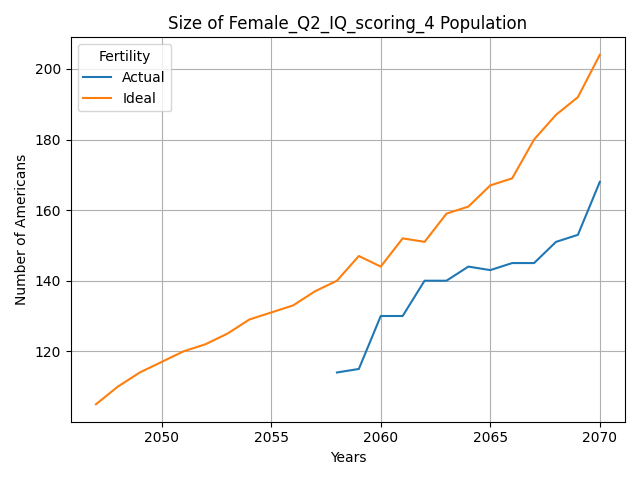 Size of Female_Q2_IQ_scoring_4 Population
Fertility
Actual
Ideal
Number of Americans
200
180
160
140
120
2050
2055
2060
2065
2070
Years